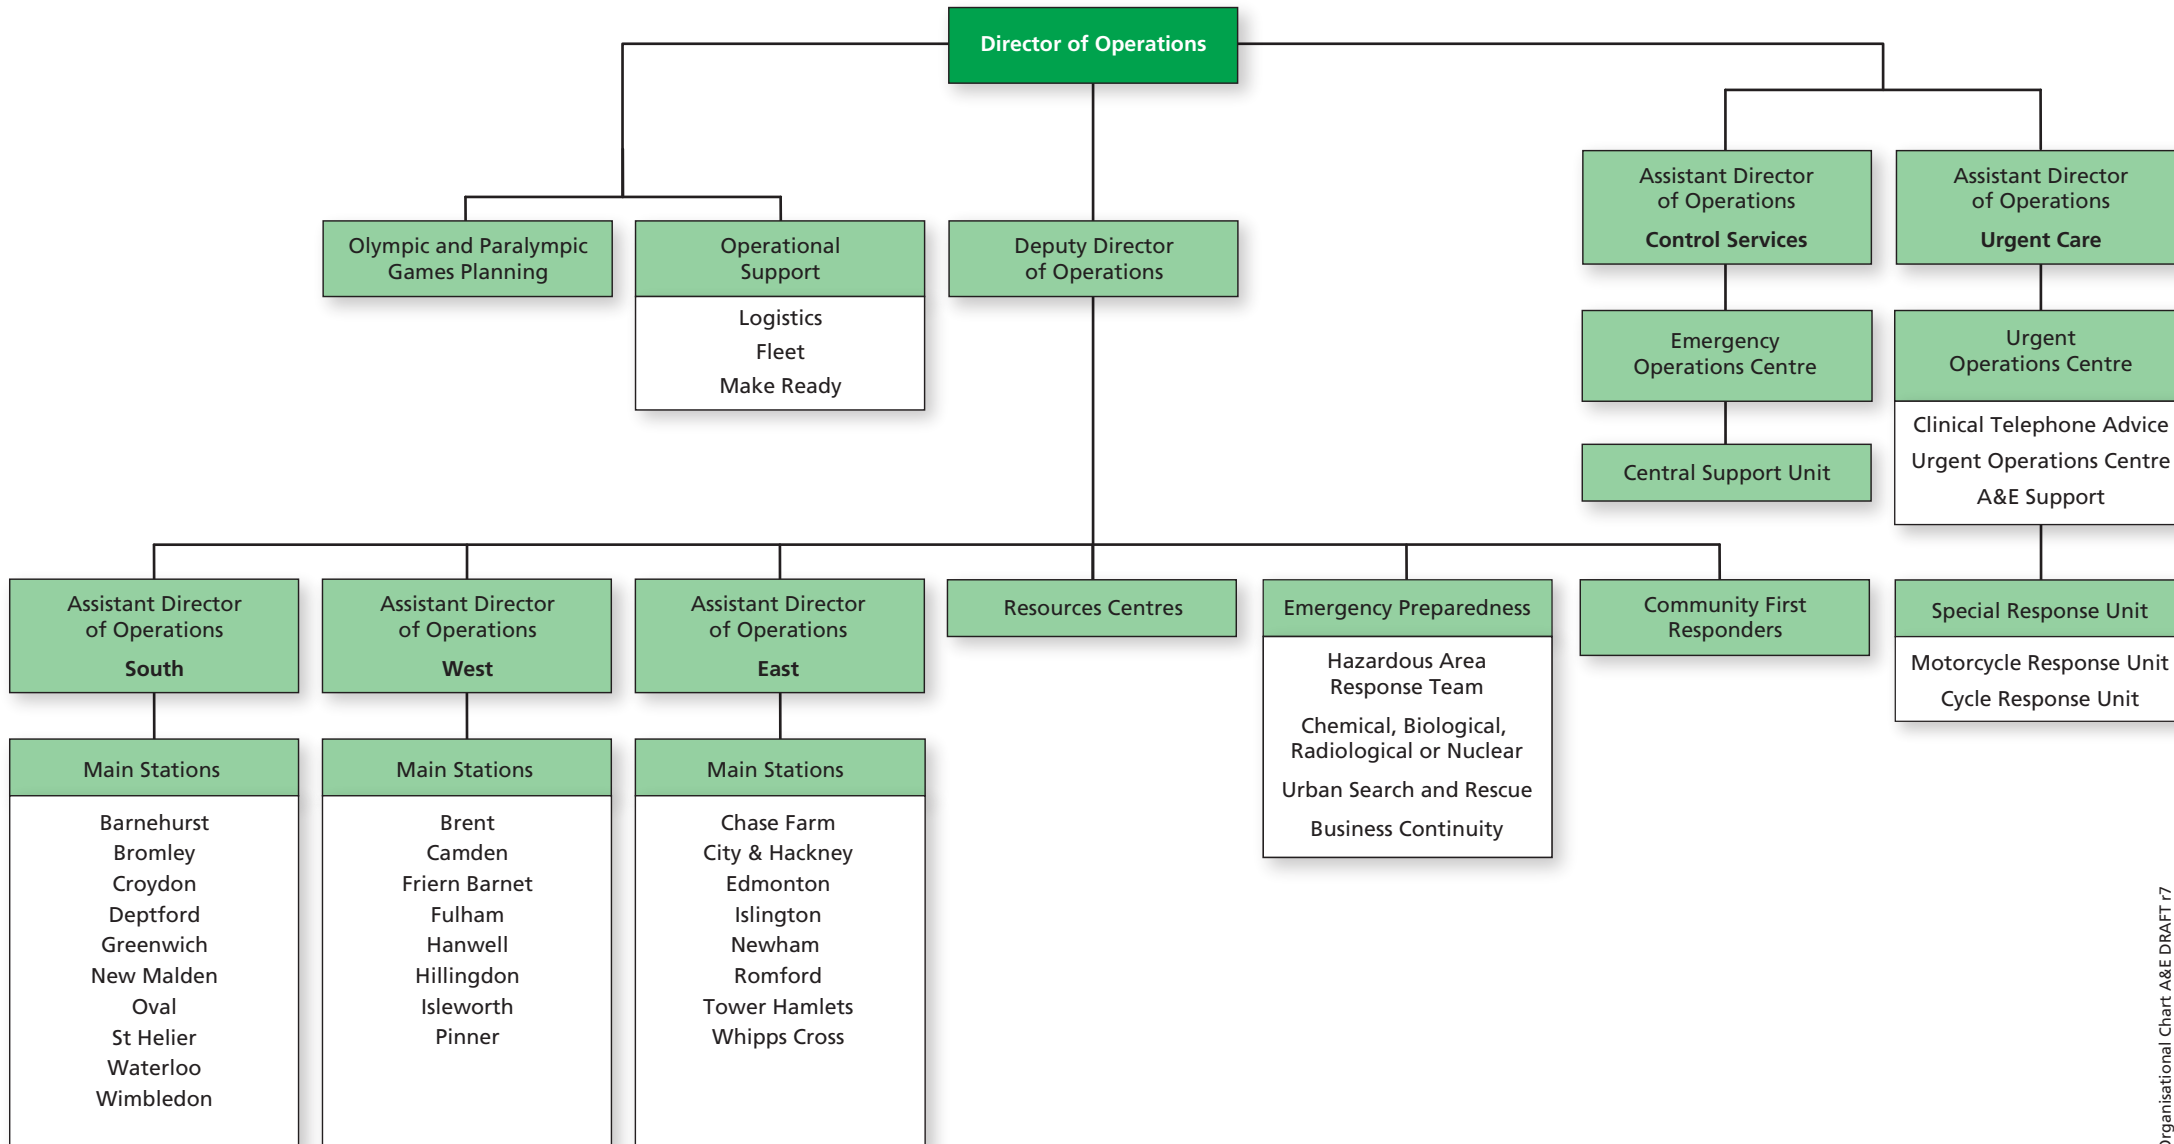 Director of Operations
Olympic and Paralympic
Games Planning
Operational
Support
Logistics
Fleet
Make Ready
Deputy Director
of Operations
Assistant Director
of Operations
Control Services
Emergency
Operations Centre
Central Support Unit
Assistant Director
of Operations
Urgent Care
Urgent
Operations Centre
Clinical Telephone Advice
Urgent Operations Centre
A&E Support
Special Response Unit
Motorcycle Response Unit
Cycle Response Unit
Assistant Director
of Operations
South
Main Stations
Barnehurst
Bromley
Croydon
Deptford
Greenwich
New Malden
Oval
St Helier
Waterloo
Wimbledon
Assistant Director
of Operations
West
Main Stations
Brent
Camden
Friern Barnet
Fulham
Hanwell
Hillingdon
Isleworth
Pinner
Assistant Director
of Operations
East
Main Stations
Chase Farm
City & Hackney
Edmonton
Islington
Newham
Romford
Tower Hamlets
Whipps Cross
Resources Centres
Emergency Preparedness
Hazardous Area
Response Team
Chemical, Biological,
Radiological or Nuclear
Urban Search and Rescue
Business Continuity
Community First
Responders
Organisational Chart A&E DRAFT r7